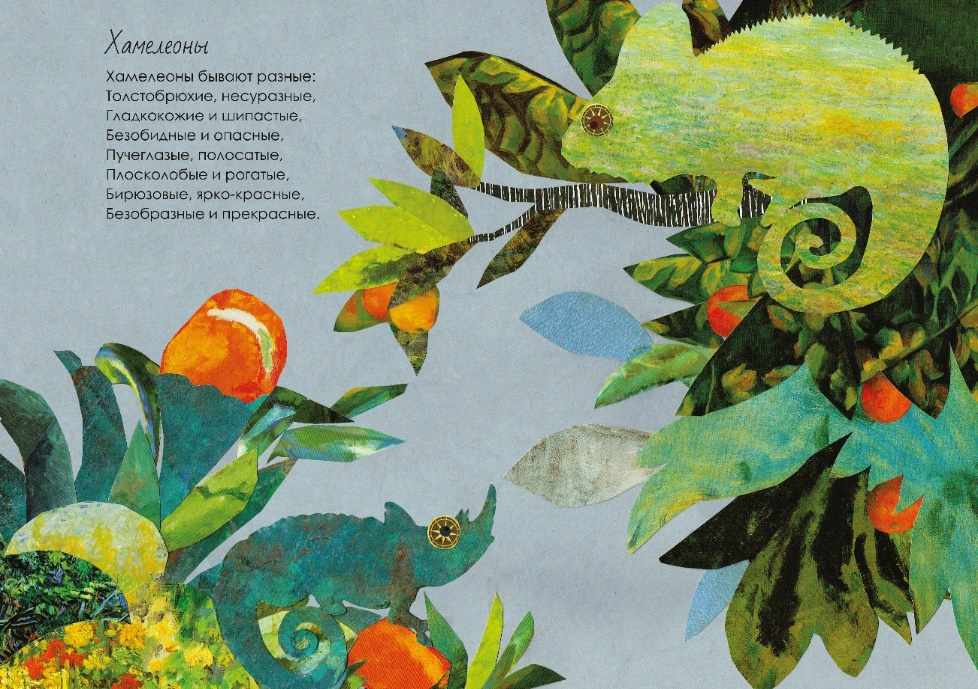 Хамелеоны
Хамелеоны бывают разные:
Толстобрюхие, несуразные,
Гладкокожие и шипастые,
Безобидные и опасные,
Пучеглазые, полосатые,
Плосколобые и рогатые,
Бирюзовые, ярко-красные,
Безобразные и прекрасные.